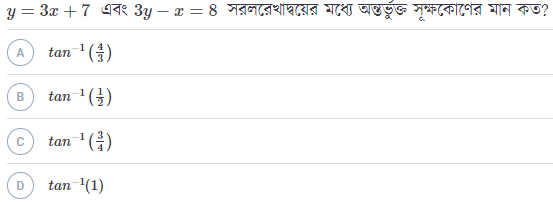 y = 3x + 7 এবং 3y − x = 8 সরলরেখাদ্বয়ের মধ্যে অন্তর্ভুক্ত সূক্ষকোণের মান কত?
A tan⁻¹(4/3)
B tan⁻¹(1/2)
C tan⁻¹(3/4)
D tan⁻¹(1)